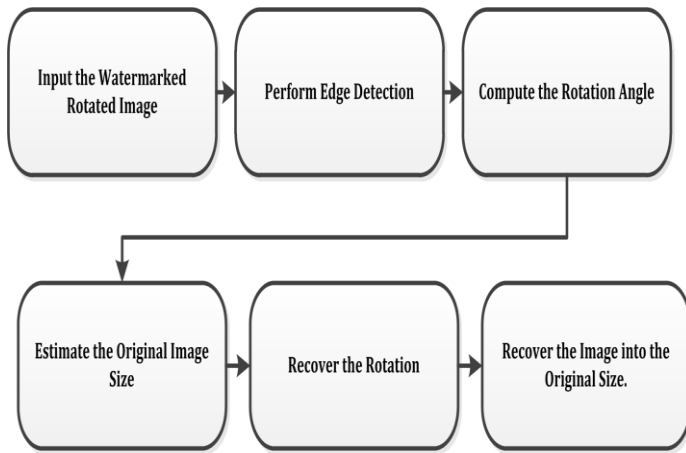 Input the Watermarked
Rotated Image
Perform Edge Detection
Compute the Rotation Angle
Estimate the Original Image
Size
Recover the Rotation
Recover the Image into the
Original Size.